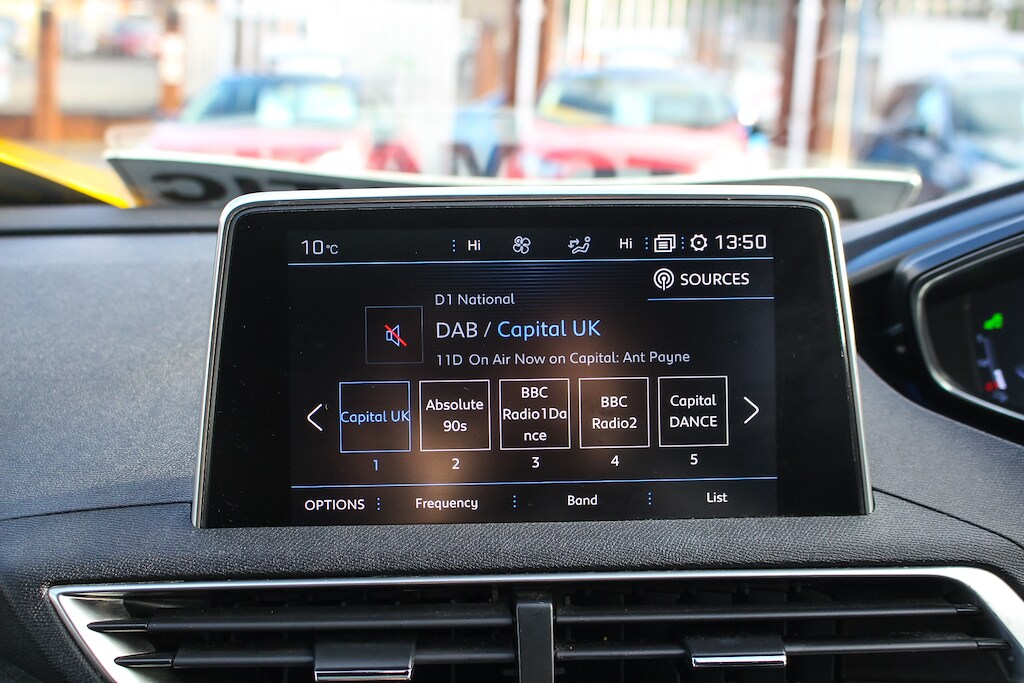 10°C Hi Hi 13:50
SOURCES
D1 National
DAB / Capital UK
11D On Air Now on Capital: Ant Payne
Capital UK
Absolute
90s
BBC
Radio1Da
nce
BBC
Radio2
Capital
DANCE
1 2 3 4 5
OPTIONS Frequency Band List